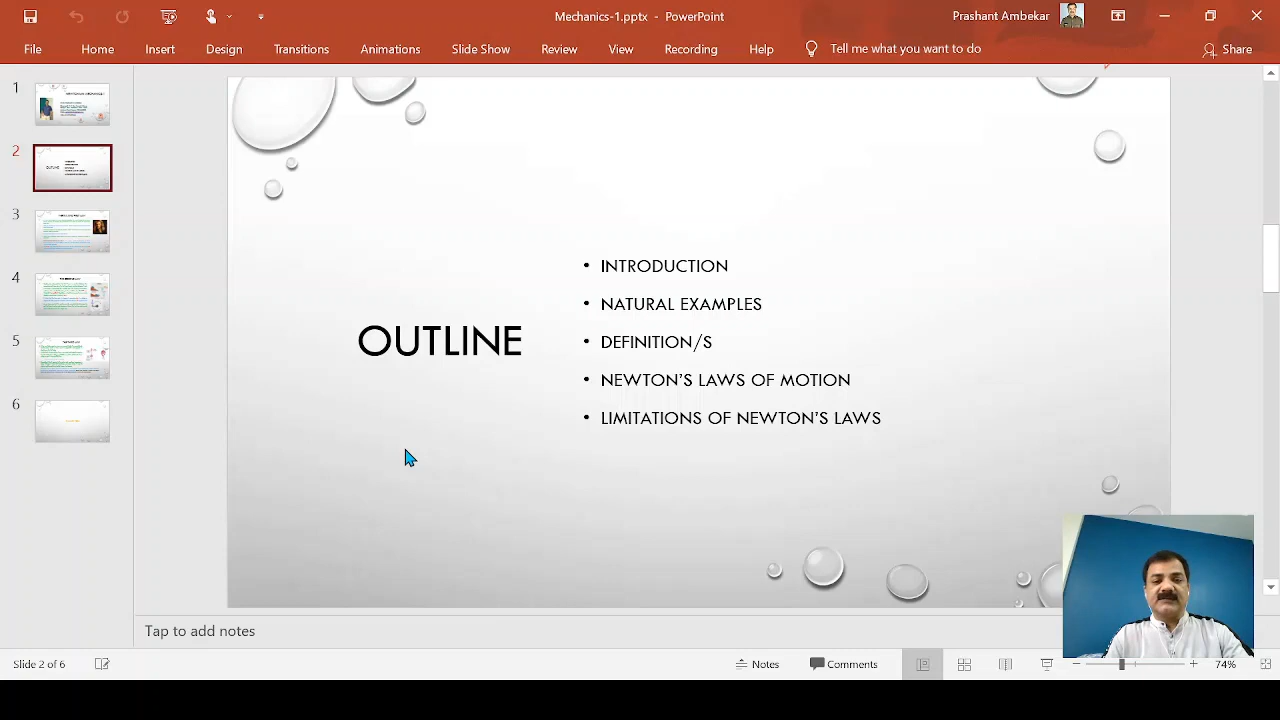 Mechanics-1.pptx - PowerPoint
Prashant Ambekar
File Home Insert Design Transitions Animations Slide Show Review View Recording Help Tell me what you want to do Share
1
2
3
4
5
6
OUTLINE
• INTRODUCTION
• NATURAL EXAMPLES
• DEFINITION/S
• NEWTON'S LAWS OF MOTION
• LIMITATIONS OF NEWTON'S LAWS
Tap to add notes
Slide 2 of 6 Notes Comments 74%